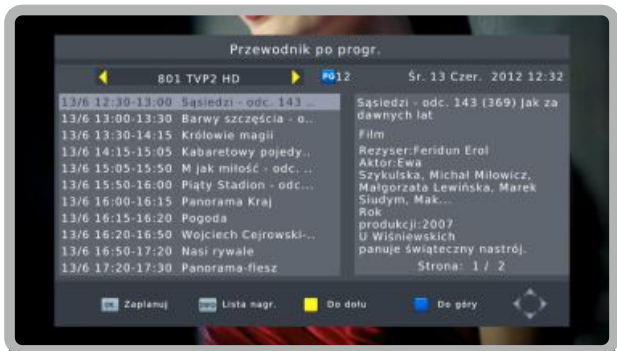 Przewodnik po progr.
801 TVP2 HD
PG12
Śr. 13 Czer. 2012 12:32
13/6 12:30-13:00 Sąsiedzi - odc. 143 ..
13/6 13:00-13:30 Barwy szczęścia - o..
13/6 13:30-14:15 Królowie magii
13/6 14:15-15:05 Kabaretowy pojedy..
13/6 15:05-15:50 M jak miłość - odc. ..
13/6 15:50-16:00 Piąty Stadion - odc...
13/6 16:00-16:15 Panorama Kraj
13/6 16:15-16:20 Pogoda
13/6 16:20-16:50 Wojciech Cejrowski-..
13/6 16:50-17:20 Nasi rywale
13/6 17:20-17:30 Panorama-flesz
Sąsiedzi - odc. 143 (369) Jak za
dawnych lat
Film
Reżyser:Feridun Erol
Aktor:Ewa
Szykulska, Michał Milowicz,
Małgorzata Lewińska, Marek
Siudym, Mak...
Rok
produkcji:2007
U Wiśniewskich
panuje świąteczny nastrój.
Strona: 1 / 2
OK Zaplanuj
Lista nagr.
Do dołu
Do góry